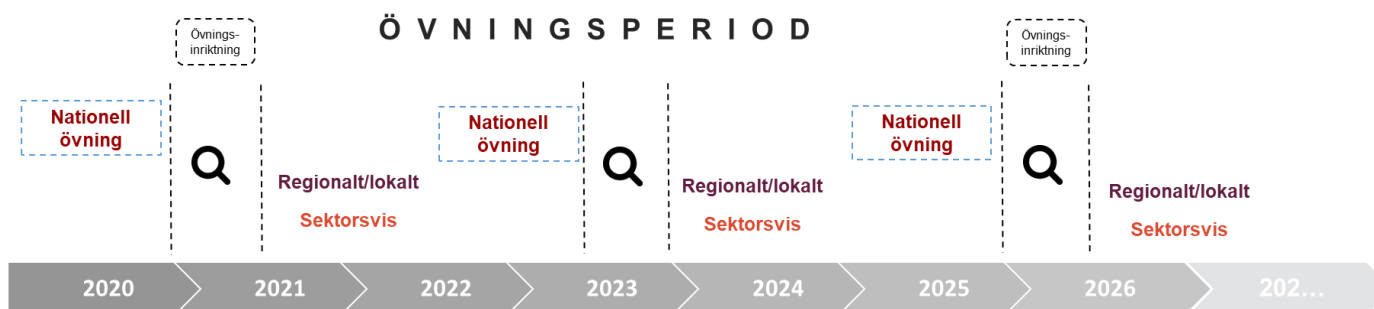 ÖVNINGSPERIOD
Övnings-
inriktning
Övnings-
inriktning
Nationell
övning
Nationell
övning
Nationell
övning
Regionalt/lokalt
Sektorsvis
Regionalt/lokalt
Sektorsvis
Regionalt/lokalt
Sektorsvis
2020 2021 2022 2023 2024 2025 2026 202...